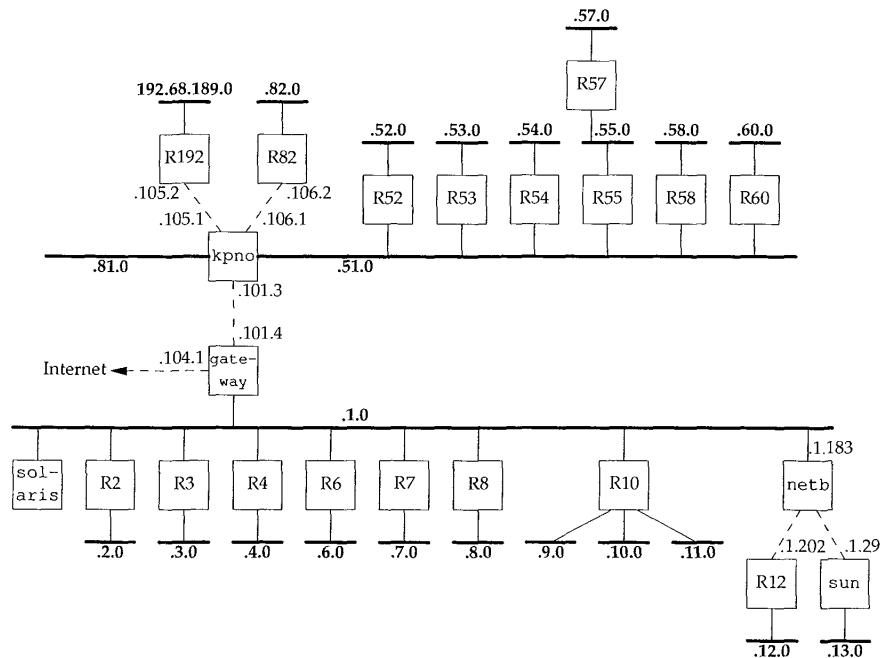 .57.0
R57
192.68.189.0
.82.0
.52.0
.53.0
.54.0
.55.0
.58.0
.60.0
R192
R82
R52
R53
R54
R55
R58
R60
.105.2
.106.2
.105.1
.106.1
kpno
.81.0
.51.0
.101.3
.101.4
Internet
.104.1
gate-
way
.1.0
.1.183
sol-
aris
R2
R3
R4
R6
R7
R8
R10
netb
.2.0
.3.0
.4.0
.6.0
.7.0
.8.0
.9.0
.10.0
.11.0
.1.202
.1.29
R12
sun
.12.0
.13.0